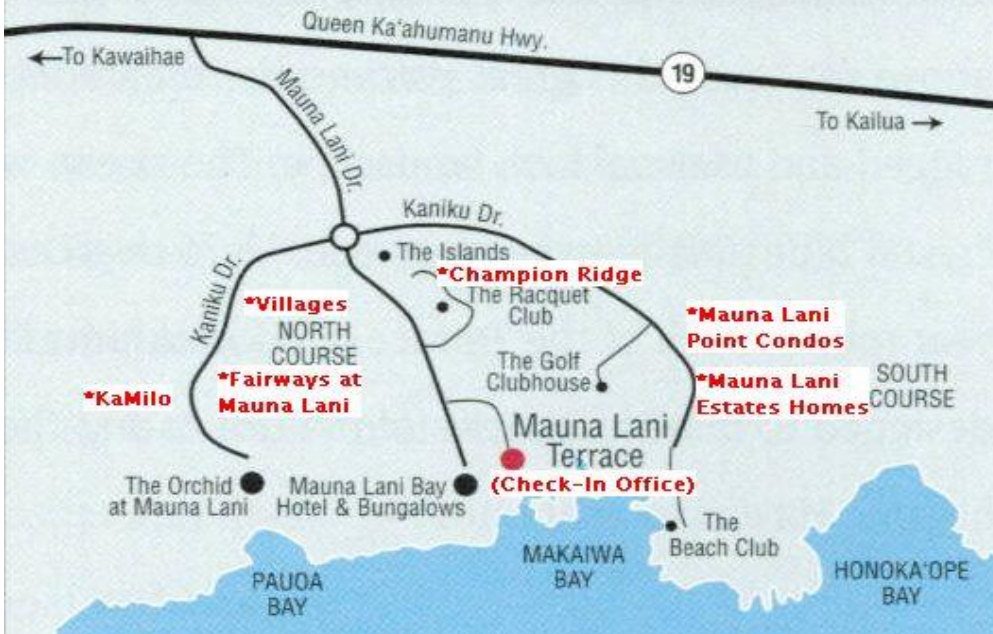 Queen Ka‘ahumanu Hwy.
←To Kawaihae
19
To Kailua →
Mauna Lani Dr.
Kaniku Dr.
The Islands
*Champion Ridge
Kaniku Dr.
*Villages
The Racquet
Club
NORTH
COURSE
*Mauna Lani
Point Condos
The Golf
Clubhouse
*Fairways at
Mauna Lani
*KaMilo
*Mauna Lani
Estates Homes
SOUTH
COURSE
Mauna Lani
Terrace
(Check-In Office)
The Orchid
at Mauna Lani
Mauna Lani Bay
Hotel & Bungalows
The
Beach Club
PAUOA
BAY
MAKAIWA
BAY
HONOKA‘OPE
BAY